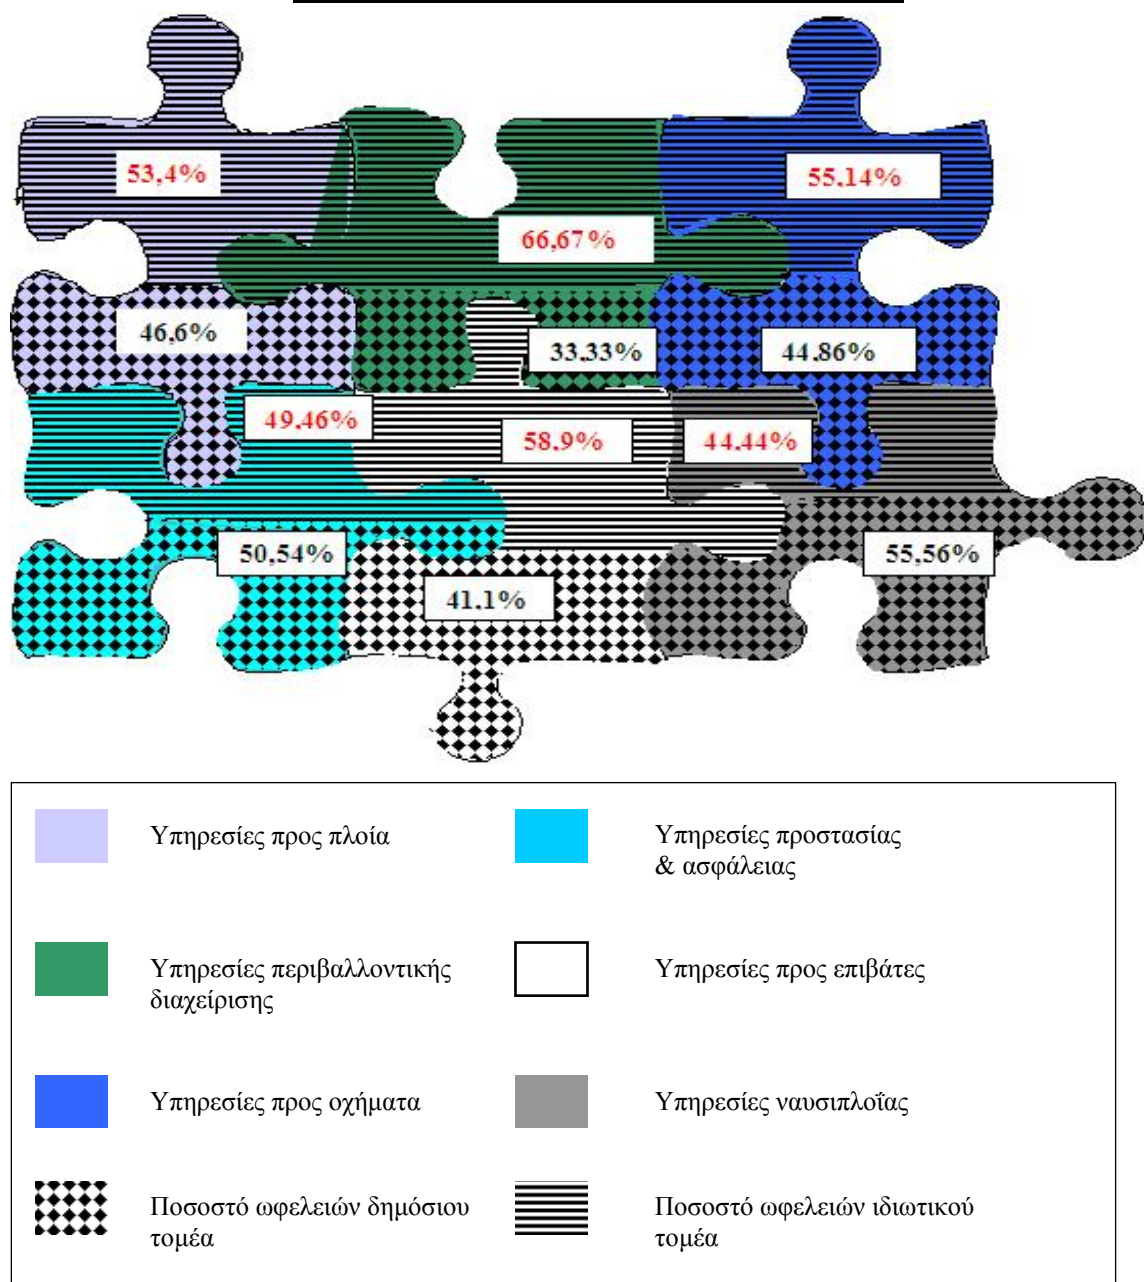 53,4%
55.14%
66,67%
46,6%
33,33%
44.86%
49,46%
58,9%
44,44%
50,54%
55,56%
41,1%
Υπηρεσίες προς πλοία
Υπηρεσίες προστασίας
& ασφάλειας
Υπηρεσίες περιβαλλοντικής
διαχείρισης
Υπηρεσίες προς επιβάτες
Υπηρεσίες προς οχήματα
Υπηρεσίες ναυσιπλοΐας
Ποσοστό ωφελειών δημόσιου
τομέα
Ποσοστό ωφελειών ιδιωτικού
τομέα